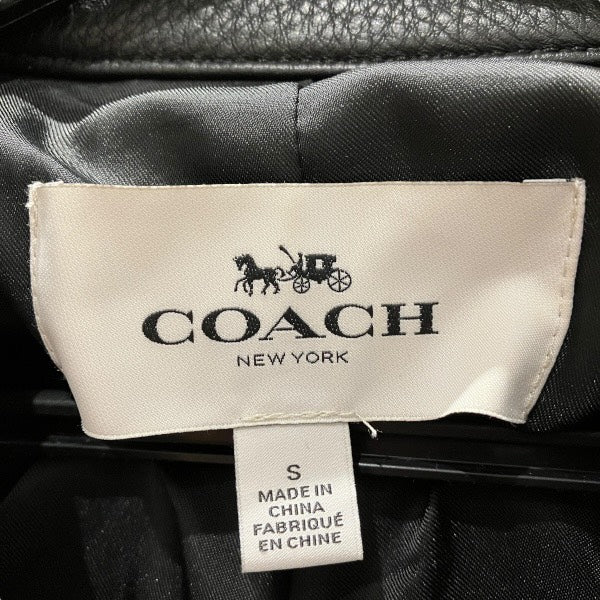 COACH
NEW YORK
S
MADE IN
CHINA
FABRIQUÉ
EN CHINE